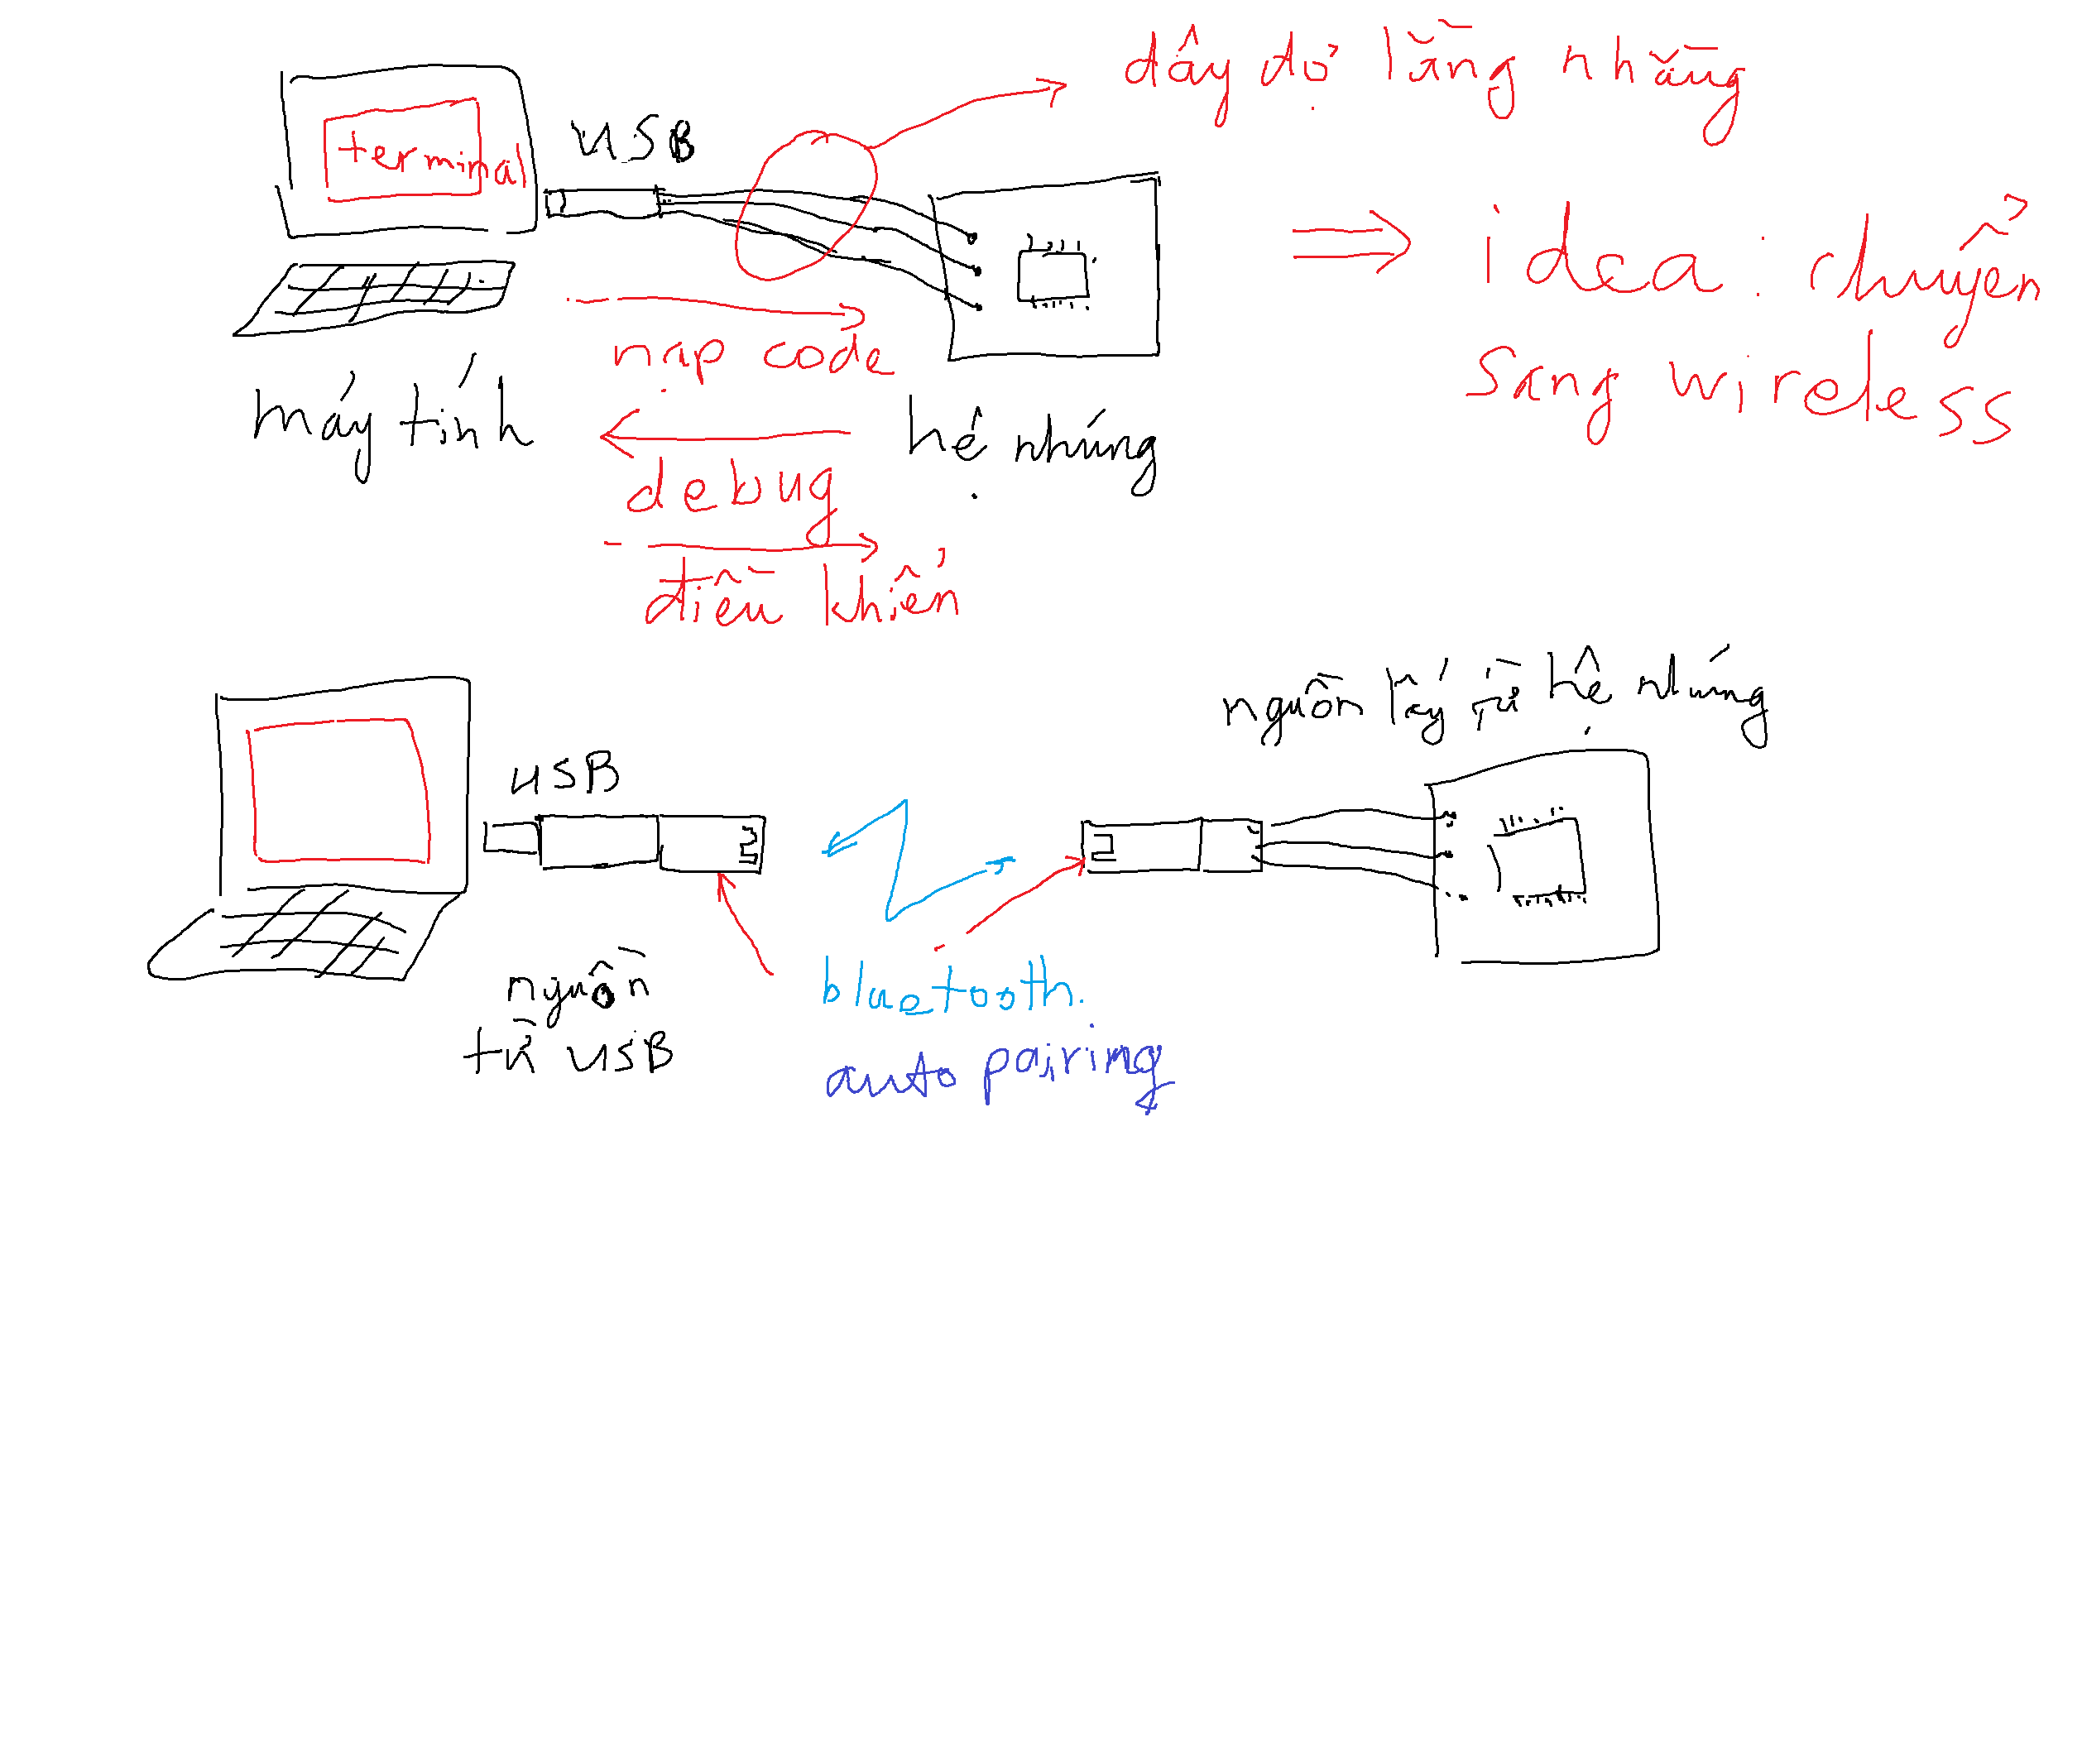 dây dợ lằng nhằng
terminal
USB
⇒ idea: chuyển
sang wireless
nạp code
máy tính
hệ nhúng
debug
điều khiển
nguồn lấy từ hệ nhúng
USB
nguồn
từ USB
bluetooth.
auto pairing